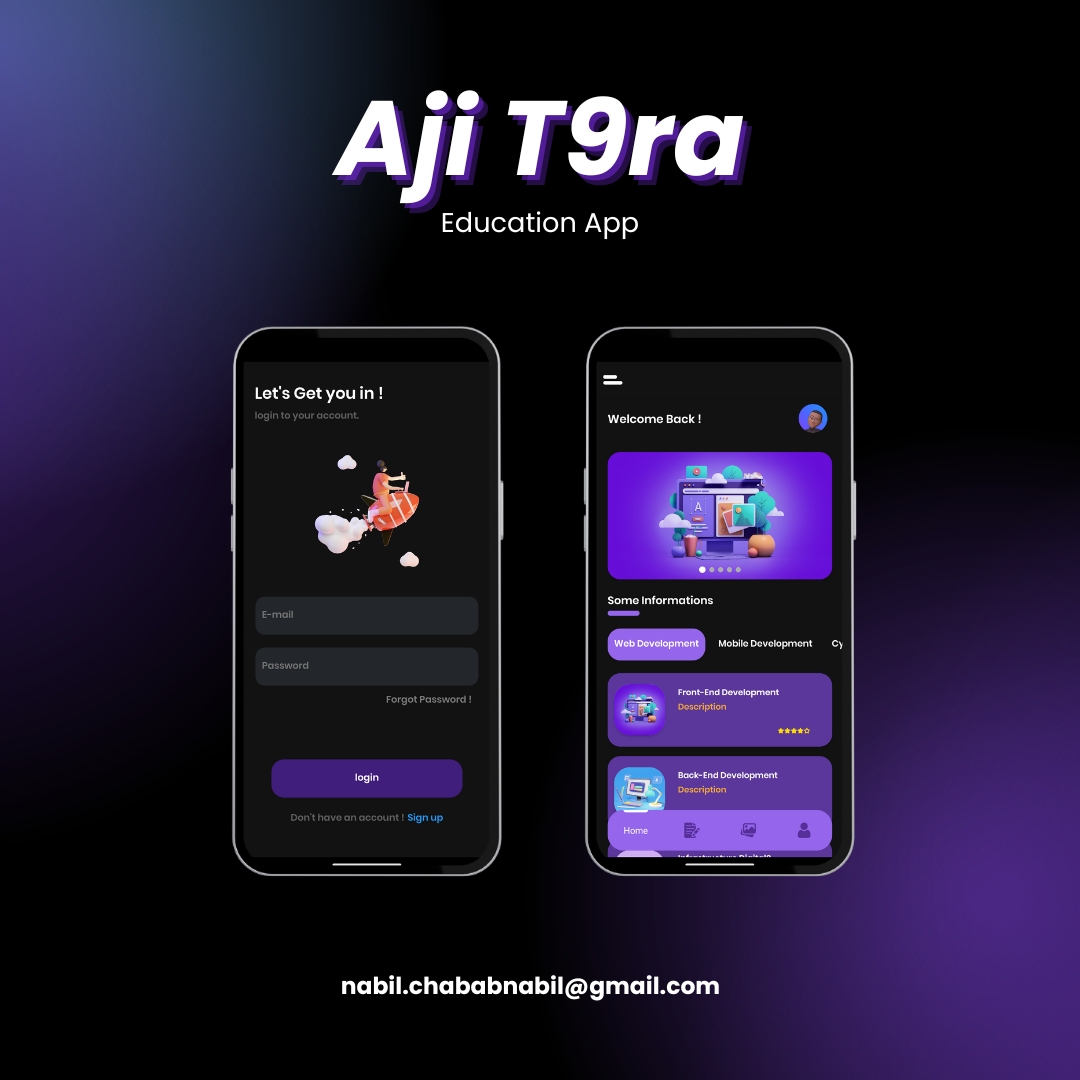 Aji T9ra
Education App
Let's Get you in !
login to your account.
E-mail
Password
Forgot Password !
login
Don't have an account ! Sign up
Welcome Back !
A
Some Informations
Web Development Mobile Development Cy
Front-End Development
Description
Back-End Development
Description
Home
nabil.chababnabil@gmail.com